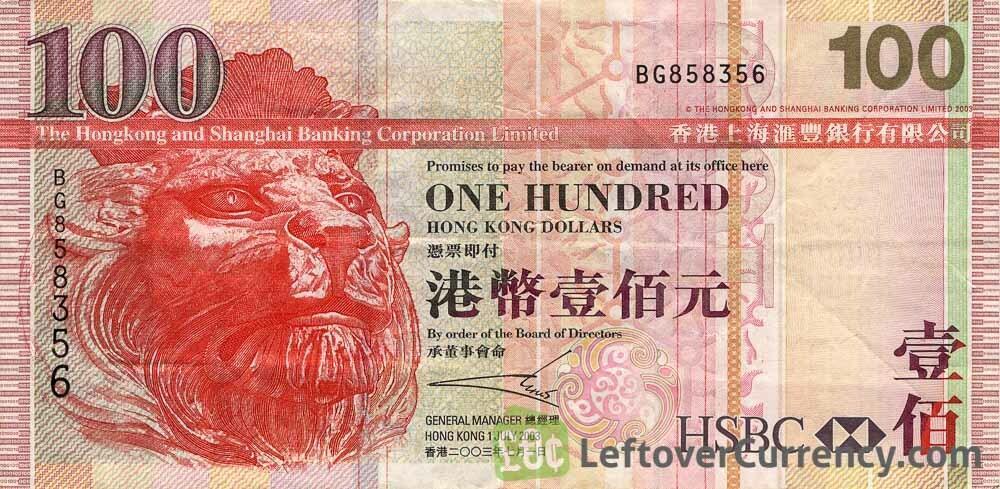 100
BG858356
100
© THE HONGKONG AND SHANGHAI BANKING CORPORATION LIMITED 2003
The Hongkong and Shanghai Banking Corporation Limited
香港上海滙豐銀行有限公司
BG858356
Promises to pay the bearer on demand at its office here
ONE HUNDRED
HONG KONG DOLLARS
憑票即付
港幣壹佰元
By order of the Board of Directors
承董事會命
GENERAL MANAGER 總經理
HONG KONG 1 JULY 2003
香港二〇〇三年七月一日
壹佰
HSBC
£$¢
LeftoverCurrency.com